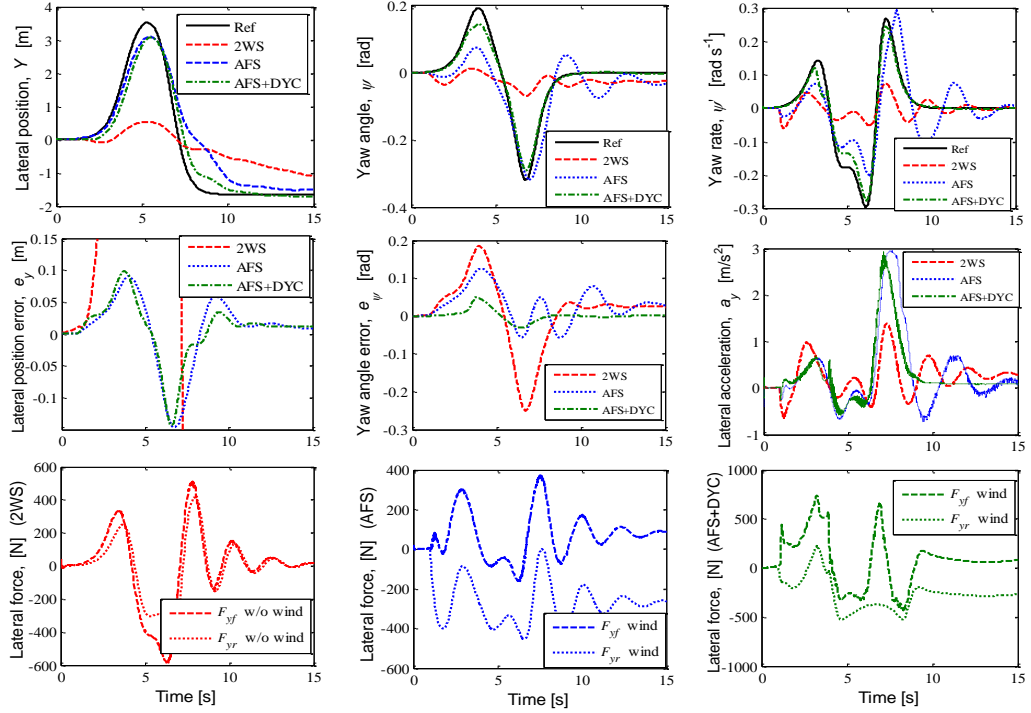 Lateral position, Y [m]
4
3
2
1
0
-1
-2
0
5
10
15
Ref
2WS
AFS
AFS+DYC
Yaw angle, ψ [rad]
0.2
0
-0.2
-0.4
0
5
10
15
Ref
2WS
AFS
AFS+DYC
Yaw rate, ψ' [rad s-1]
0.3
0.2
0.1
0
-0.1
-0.2
-0.3
0
5
10
15
Ref
2WS
AFS
AFS+DYC
Lateral position error, ey [m]
0.15
0.1
0.05
0
-0.05
-0.1
0
5
10
15
2WS
AFS
AFS+DYC
Yaw angle error, eψ [rad]
0.2
0.1
0
-0.1
-0.2
-0.3
0
5
10
15
2WS
AFS
AFS+DYC
Lateral acceleration, ay [m/s2]
3
2
1
0
-1
0
5
10
15
2WS
AFS
AFS+DYC
Lateral force, [N] (2WS)
600
400
200
0
-200
-400
-600
0
5
10
15
Time [s]
Fyf w/o wind
Fyr w/o wind
Lateral force, [N] (AFS)
400
200
0
-200
-400
-600
0
5
10
15
Time [s]
Fyf wind
Fyr wind
Lateral force, [N] (AFS+DYC)
1000
500
0
-500
-1000
0
5
10
15
Time [s]
Fyf wind
Fyr wind